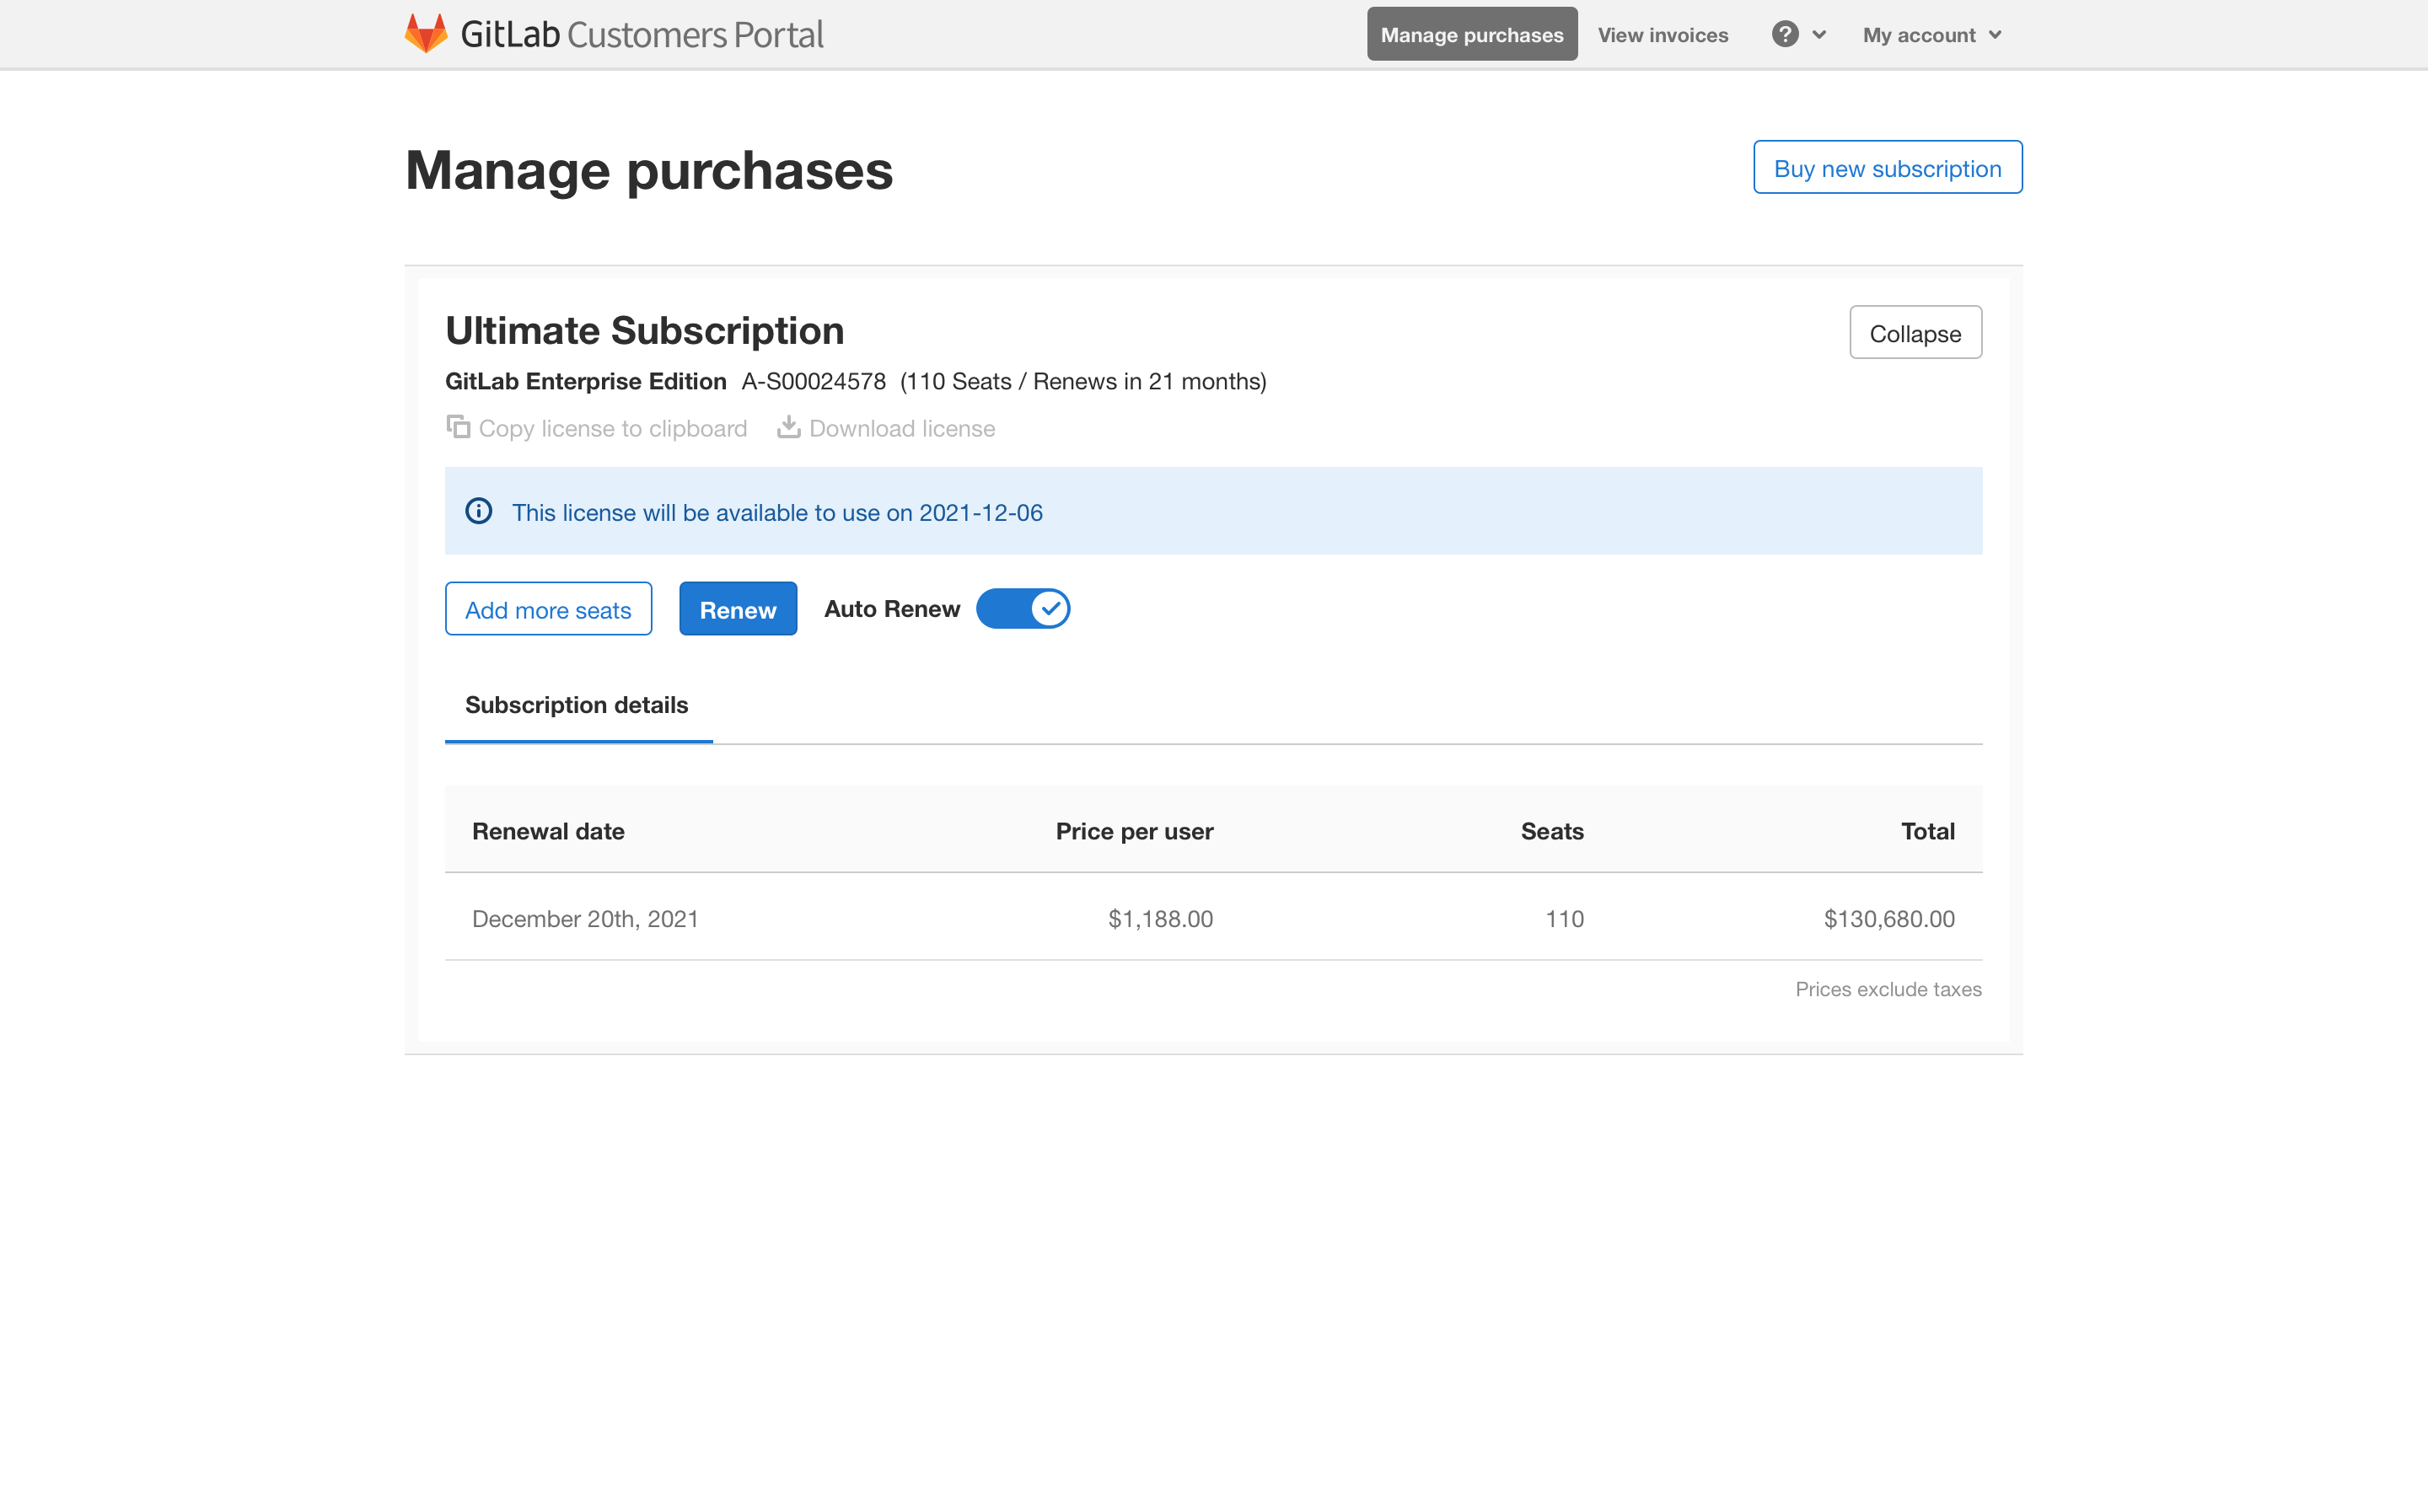 GitLab Customers Portal
Manage purchases
View invoices
?
My account
Manage purchases
Buy new subscription
Ultimate Subscription
Collapse
GitLab Enterprise Edition A-S00024578 (110 Seats / Renews in 21 months)
Copy license to clipboard
Download license
This license will be available to use on 2021-12-06
Add more seats
Renew
Auto Renew
Subscription details
Renewal date Price per user Seats Total
December 20th, 2021 $1,188.00 110 $130,680.00
Prices exclude taxes